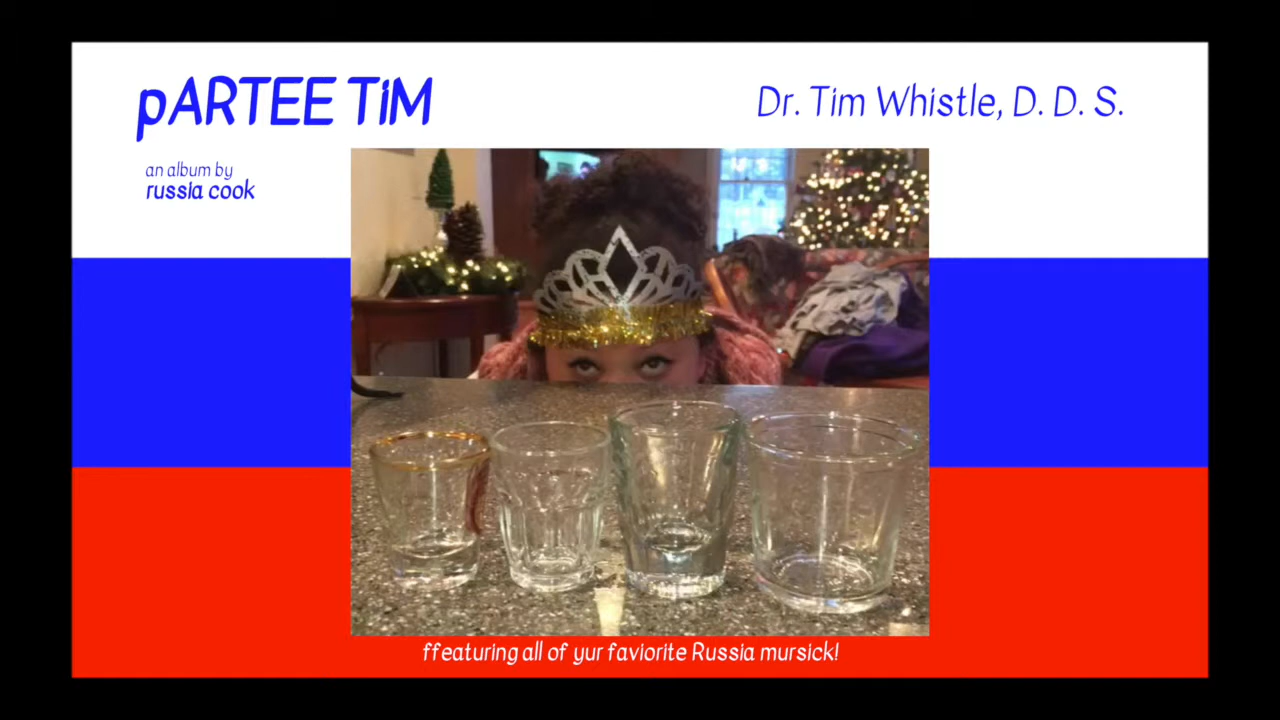 pARTEE TiM
Dr. Tim Whistle, D. D. S.
an album by
russia cook
ffeaturing all of yur faviorite Russia mursick!